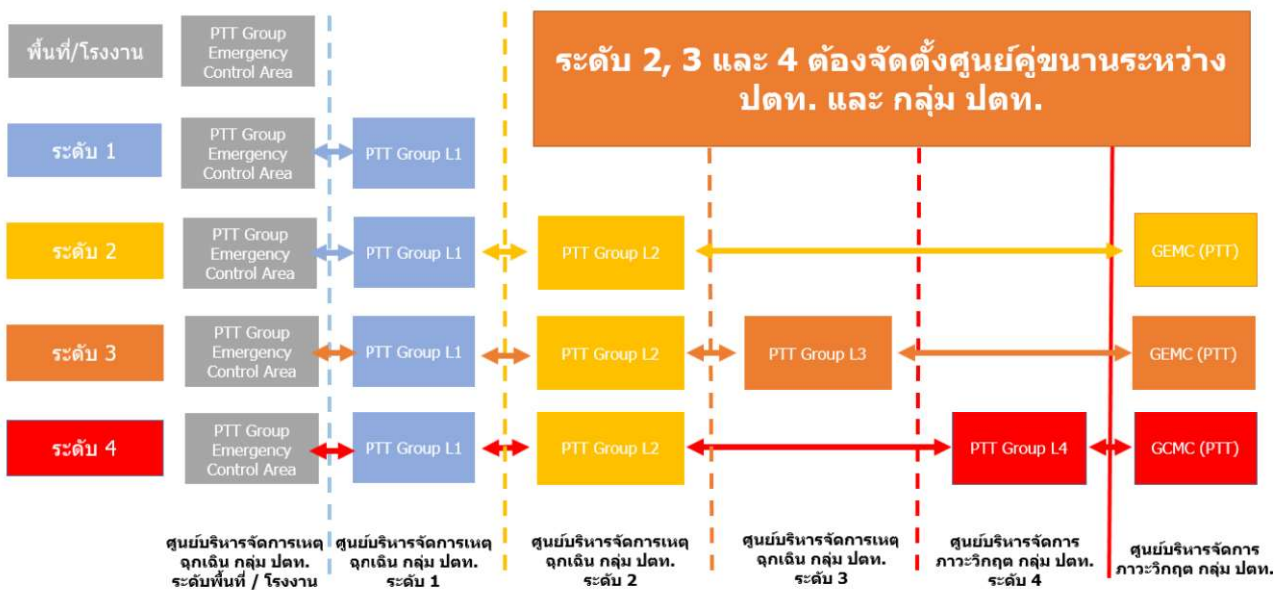 พื้นที่/โรงงาน
PTT Group
Emergency
Control Area
ระดับ 2, 3 และ 4 ต้องจัดตั้งศูนย์คู่ขนานระหว่าง
ปตท. และ กลุ่ม ปตท.
ระดับ 1
PTT Group
Emergency
Control Area
PTT Group L1
ระดับ 2
PTT Group
Emergency
Control Area
PTT Group L1
PTT Group L2
GEMC (PTT)
ระดับ 3
PTT Group
Emergency
Control Area
PTT Group L1
PTT Group L2
PTT Group L3
GEMC (PTT)
ระดับ 4
PTT Group
Emergency
Control Area
PTT Group L1
PTT Group L2
PTT Group L4
GCMC (PTT)
ศูนย์บริหารจัดการเหตุ
ฉุกเฉิน กลุ่ม ปตท.
ระดับพื้นที่ / โรงงาน
ศูนย์บริหารจัดการเหตุ
ฉุกเฉิน กลุ่ม ปตท.
ระดับ 1
ศูนย์บริหารจัดการเหตุ
ฉุกเฉิน กลุ่ม ปตท.
ระดับ 2
ศูนย์บริหารจัดการเหตุ
ฉุกเฉิน กลุ่ม ปตท.
ระดับ 3
ศูนย์บริหารจัดการ
ภาวะวิกฤต กลุ่ม ปตท.
ระดับ 4
ศูนย์บริหารจัดการ
ภาวะวิกฤต กลุ่ม ปตท.